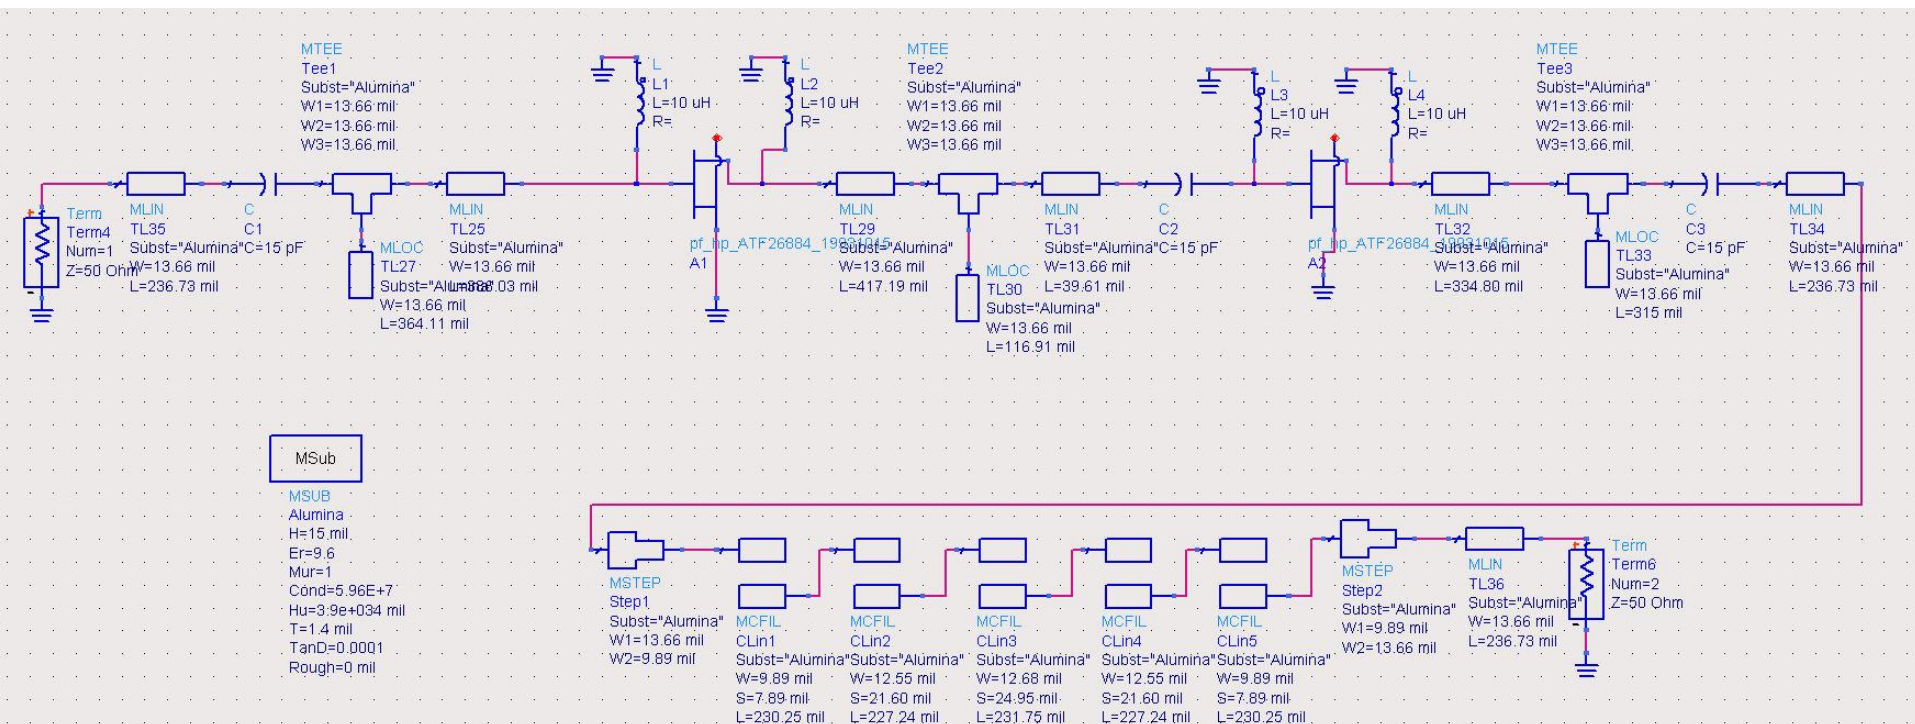 MTEE
Tee1
Subst="Alumina"
W1=13.66 mil
W2=13.66 mil
W3=13.66 mil
L
L1
L=10 uH
R=
L
L2
L=10 uH
R=
MTEE
Tee2
Subst="Alumina"
W1=13.66 mil
W2=13.66 mil
W3=13.66 mil
L
L3
L=10 uH
R=
L
L4
L=10 uH
R=
MTEE
Tee3
Subst="Alumina"
W1=13.66 mil
W2=13.66 mil
W3=13.66 mil
Term
Term4
Num=1
Z=50 Ohm
MLIN
TL35
Subst="Alumina"
W=13.66 mil
L=236.73 mil
C
C1
C=15 pF
MLOC
TL27
Subst="Alumina"
W=13.66 mil
L=364.11 mil
MLIN
TL25
Subst="Alumina"
W=13.66 mil
pf_hp_ATF26884_19931015
A1
MLIN
TL29
Subst="Alumina"
W=13.66 mil
L=417.19 mil
MLOC
TL30
Subst="Alumina"
W=13.66 mil
L=116.91 mil
MLIN
TL31
Subst="Alumina"
W=13.66 mil
L=39.61 mil
C
C2
C=15 pF
pf_hp_ATF26884_19931015
A2
MLIN
TL32
Subst="Alumina"
W=13.66 mil
L=334.80 mil
MLOC
TL33
Subst="Alumina"
W=13.66 mil
L=315 mil
C
C3
C=15 pF
MLIN
TL34
Subst="Alumina"
W=13.66 mil
L=236.73 mil
MSub
MSUB
Alumina
H=15 mil
Er=9.6
Mur=1
Cond=5.96E+7
Hu=3.9e+034 mil
T=1.4 mil
TanD=0.0001
Rough=0 mil
MSTEP
Step1
Subst="Alumina"
W1=13.66 mil
W2=9.89 mil
MCFIL
CLin1
Subst="Alumina"
W=9.89 mil
S=7.89 mil
L=230.25 mil
MCFIL
CLin2
Subst="Alumina"
W=12.55 mil
S=21.60 mil
L=227.24 mil
MCFIL
CLin3
Subst="Alumina"
W=12.68 mil
S=24.95 mil
L=231.75 mil
MCFIL
CLin4
Subst="Alumina"
W=12.55 mil
S=21.60 mil
L=227.24 mil
MCFIL
CLin5
Subst="Alumina"
W=9.89 mil
S=7.89 mil
L=230.25 mil
MSTEP
Step2
Subst="Alumina"
W1=9.89 mil
W2=13.66 mil
MLIN
TL36
Subst="Alumina"
W=13.66 mil
L=236.73 mil
Term
Term6
Num=2
Z=50 Ohm